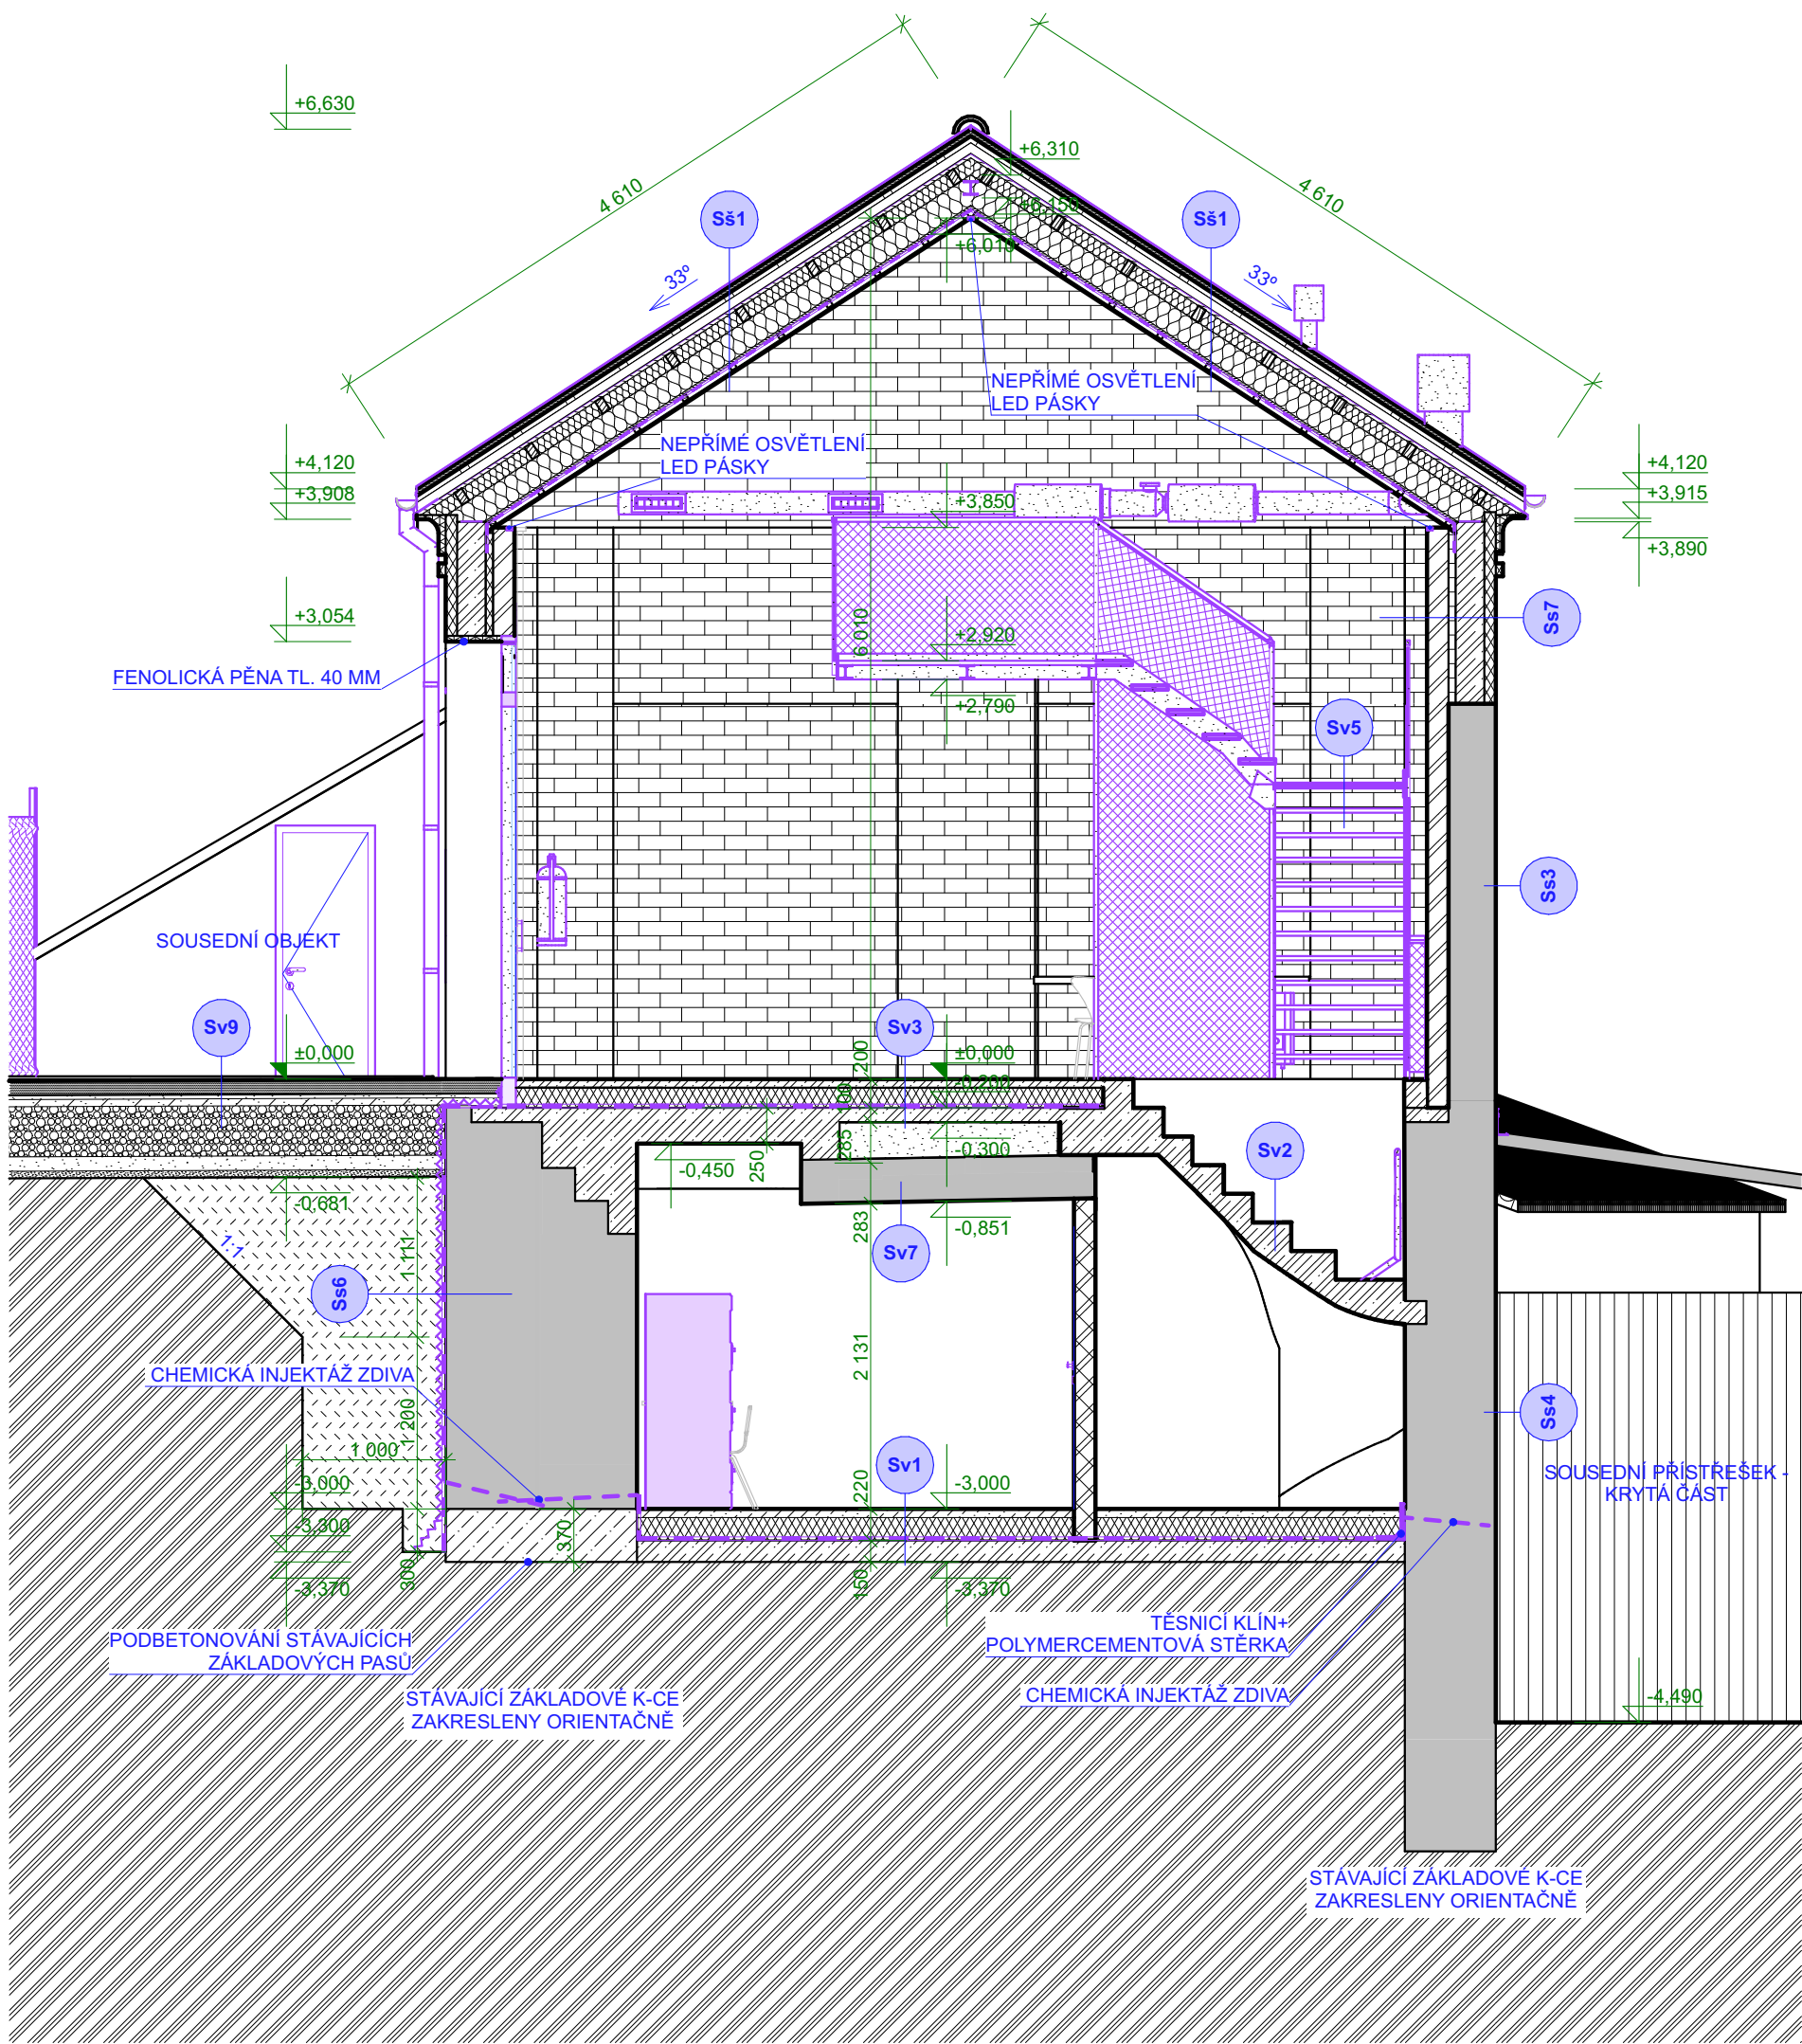 +6,630
4 610
4 610
+6,310
+6,150
+6,010
Sš1
Sš1
33°
33°
NEPŘÍMÉ OSVĚTLENÍ
LED PÁSKY
NEPŘÍMÉ OSVĚTLENÍ
LED PÁSKY
+4,120
+3,908
+3,850
+4,120
+3,915
+3,890
+3,054
6 010
+2,920
+2,790
Ss7
FENOLICKÁ PĚNA TL. 40 MM
Sv5
Ss3
SOUSEDNÍ OBJEKT
Sv9
Sv3
±0,000
±0,000
200
-0,200
100
285
-0,300
-0,450
250
-0,681
-0,851
283
Sv2
Sv7
1:1
1 111
Ss6
2 131
CHEMICKÁ INJEKTÁŽ ZDIVA
1 200
1 000
Ss4
Sv1
SOUSEDNÍ PŘÍSTŘEŠEK -
KRYTÁ ČÁST
-3,000
220
-3,000
-3,300
370
300
-3,370
150
-3,370
PODBETONOVÁNÍ STÁVAJÍCÍCH
ZÁKLADOVÝCH PASŮ
TĚSNICÍ KLÍN+
POLYMERCEMENTOVÁ STĚRKA
CHEMICKÁ INJEKTÁŽ ZDIVA
STÁVAJÍCÍ ZÁKLADOVÉ K-CE
ZAKRESLENY ORIENTAČNĚ
-4,490
STÁVAJÍCÍ ZÁKLADOVÉ K-CE
ZAKRESLENY ORIENTAČNĚ